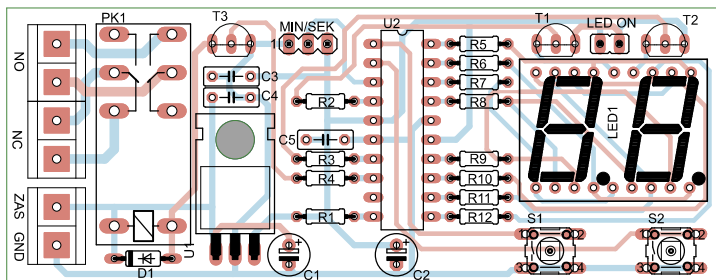 PK1
T3
MIN/SEK
1
U2
T1
LED ON
T2
NO
NC
ZAS
GND
C3
C4
R2
C5
R3
R4
R1
R5
R6
R7
R8
R9
R10
R11
R12
LED1
U1
D1
C1
+
C2
+
S1
1 2
3 4
S2
1 2
3 4